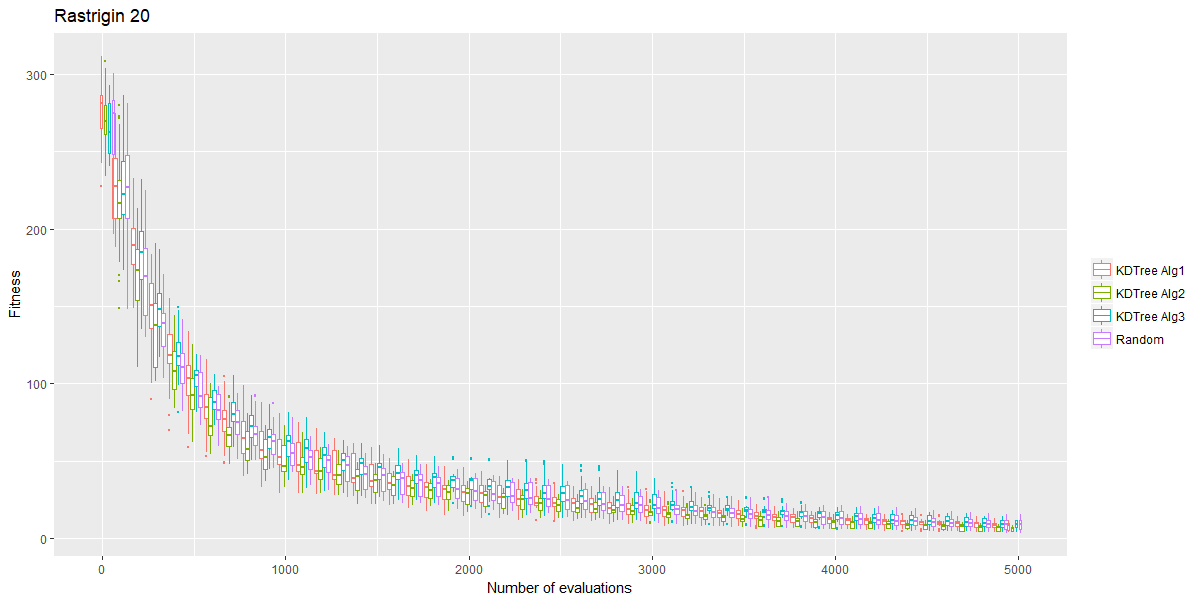 Rastrigin 20
Fitness
300
200
100
0
0 1000 2000 3000 4000 5000
Number of evaluations
KDTree Alg1
KDTree Alg2
KDTree Alg3
Random